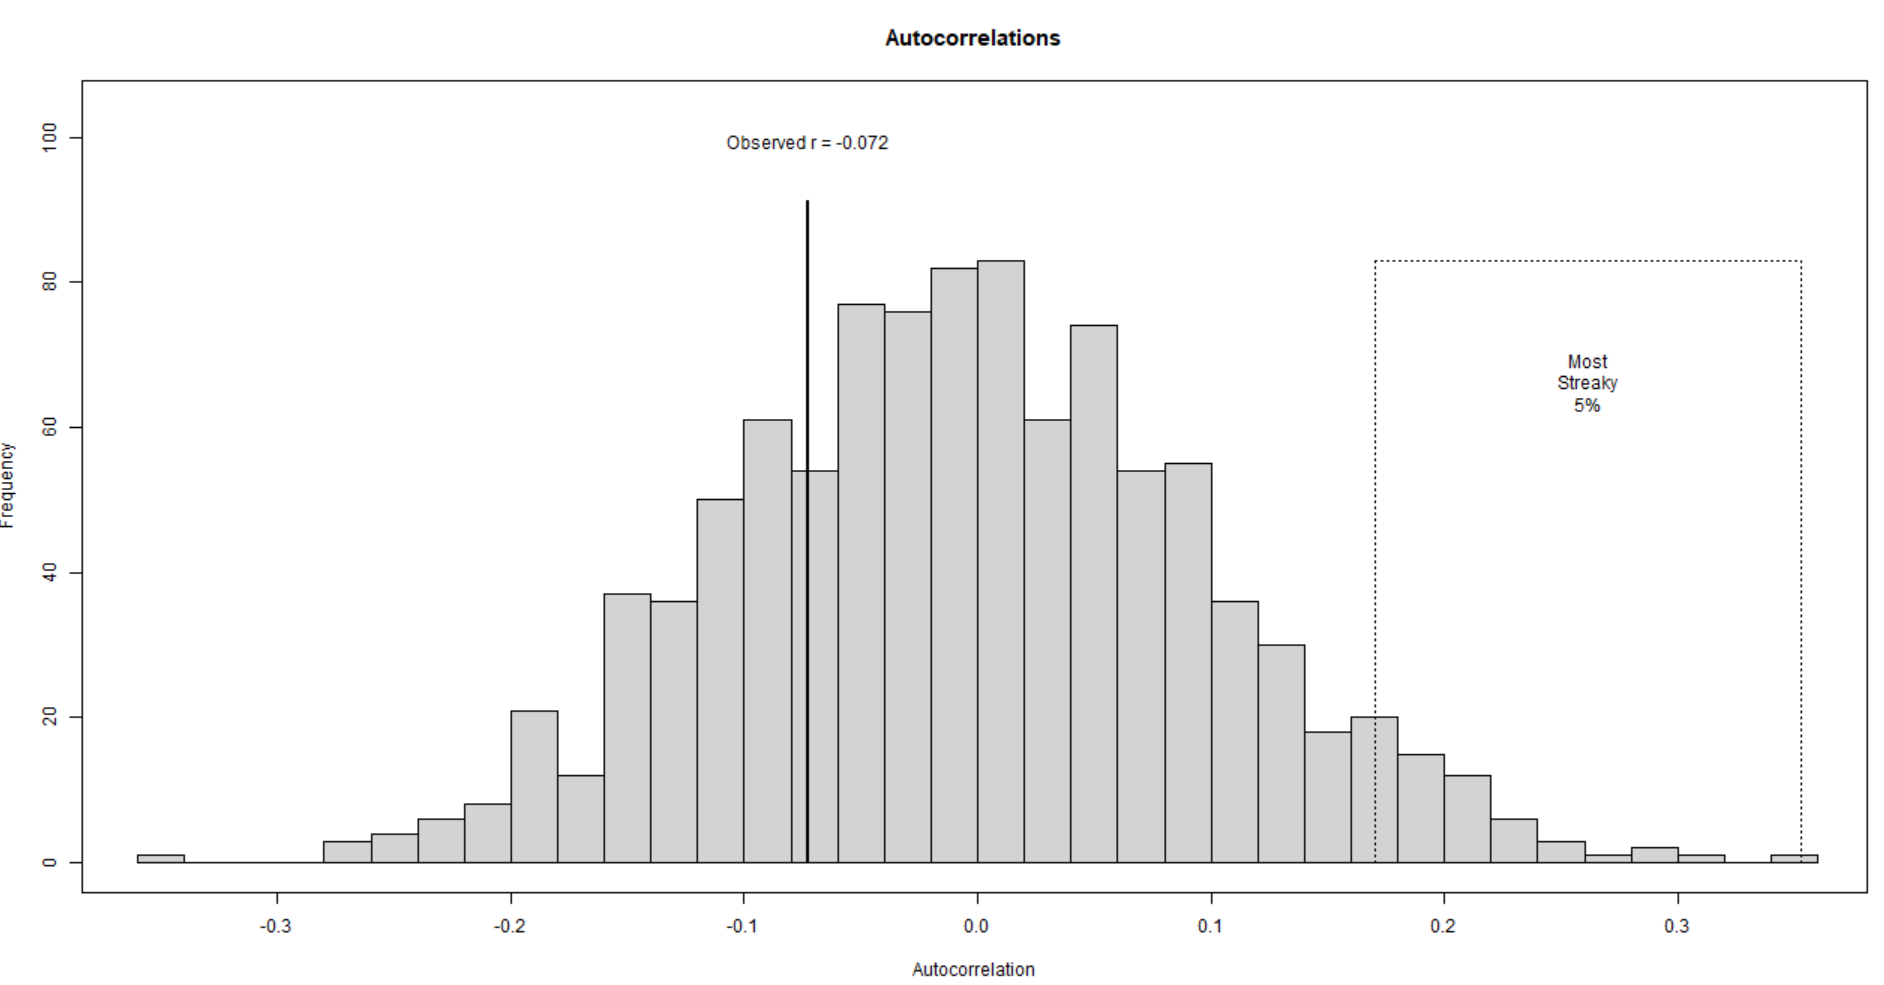 Autocorrelations
Observed r = -0.072
Most
Streaky
5%
Frequency
100
80
60
40
20
0
-0.3 -0.2 -0.1 0.0 0.1 0.2 0.3
Autocorrelation